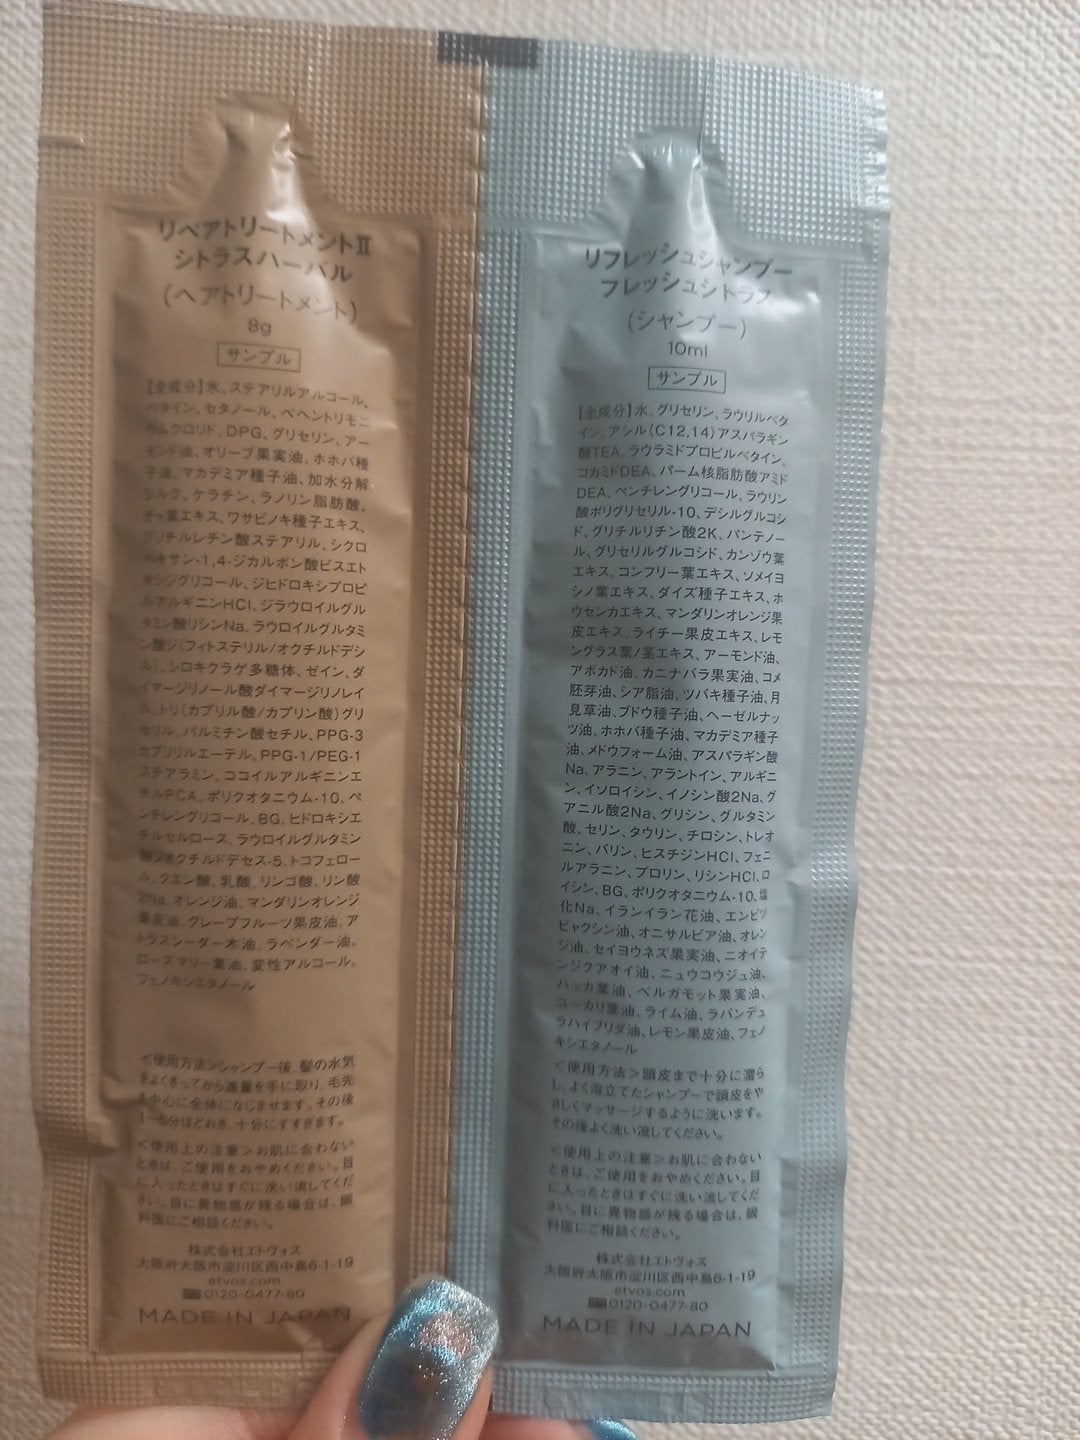 リペアトリートメントⅡ
シトラスハーバル
(ヘアトリートメント)
8g
サンプル
【全成分】水、ステアリルアルコール、
ベタイン、セタノール、ベヘントリモニ
ウムクロリド、DPG、グリセリン、アー
モンド油、オリーブ果実油、ホホバ種
子油、マカデミア種子油、加水分解
シルク、ケラチン、ラノリン脂肪酸、
チャ葉エキス、ワサビノキ種子エキス、
グリチルレチン酸ステアリル、シクロ
ヘキサン-1,4-ジカルボン酸ビスエト
キシジグリコール、ジヒドロキシプロピ
ルアルギニンHCl、ジラウロイルグル
タミン酸リシンNa、ラウロイルグルタミ
ン酸ジ(フィトステリル/オクチルドデシ
ル)、シロキクラゲ多糖体、ゼイン、ダ
イマージリノール酸ダイマージリノレイ
ル、トリ(カプリル酸/カプリン酸)グリ
セリル、パルミチン酸セチル、PPG-3
カプリリルエーテル、PPG-1/PEG-1
ステアラミン、ココイルアルギニンエ
チルPCA、ポリクオタニウム-10、ペ
ンチレングリコール、BG、ヒドロキシエ
チルセルロース、ラウロイルグルタミン
酸ジオクチルドデセス-5、トコフェロー
ル、クエン酸、乳酸、リンゴ酸、リン酸
2Na、オレンジ油、マンダリンオレンジ
果皮油、グレープフルーツ果皮油、ア
トラスシーダー木油、ラベンダー油、
ローズマリー葉油、変性アルコール、
フェノキシエタノール
＜使用方法＞シャンプー後、髪の水気
をよくきってから適量を手に取り、毛先
を中心に全体になじませます。その後
1～5分ほどおき、十分にすすぎます。
＜使用上の注意＞お肌に合わない
ときは、ご使用をおやめください。目
に入ったときはすぐに洗い流してくだ
さい。目に異物感が残る場合は、眼
科医にご相談ください。
株式会社エトヴォス
大阪府大阪市淀川区西中島6-1-19
etvos.com
0120-0477-80
MADE IN JAPAN
リフレッシュシャンプー
フレッシュシトラス
(シャンプー)
10ml
サンプル
【全成分】水、グリセリン、ラウリルベタ
イン、アシル(C12,14)アスパラギン
酸TEA、ラウラミドプロピルベタイン、
コカミドDEA、パーム核脂肪酸アミド
DEA、ペンチレングリコール、ラウリン
酸ポリグリセリル-10、デシルグルコシ
ド、グリチルリチン酸2K、パンテノー
ル、グリセリルグルコシド、カンゾウ葉
エキス、コンフリー葉エキス、ソメイヨ
シノ葉エキス、ダイズ種子エキス、ホ
ウセンカエキス、マンダリンオレンジ果
皮エキス、ライチー果皮エキス、レモ
ングラス葉/茎エキス、アーモンド油、
アボカド油、カニナバラ果実油、コメ
胚芽油、シア脂油、ツバキ種子油、月
見草油、ブドウ種子油、ヘーゼルナッ
ツ油、ホホバ種子油、マカデミア種子
油、メドウフォーム油、アスパラギン酸
Na、アラニン、アラントイン、アルギニ
ン、イソロイシン、イノシン酸2Na、グ
アニル酸2Na、グリシン、グルタミン
酸、セリン、タウリン、チロシン、トレオ
ニン、バリン、ヒスチジンHCl、フェニ
ルアラニン、プロリン、リシンHCl、ロ
イシン、BG、ポリクオタニウム-10、塩
化Na、イランイラン花油、エンピツ
ビャクシン油、オニサルビア油、オレン
ジ油、セイヨウネズ果実油、ニオイテ
ンジクアオイ油、ニュウコウジュ油、
ハッカ葉油、ベルガモット果実油、
ユーカリ葉油、ライム油、ラバンデュ
ラハイブリダ油、レモン果皮油、フェノ
キシエタノール
＜使用方法＞頭皮まで十分に濡ら
し、よく泡立てたシャンプーで頭皮をや
さしくマッサージするように洗います。
その後よく洗い流してください。
＜使用上の注意＞お肌に合わない
ときは、ご使用をおやめください。目
に入ったときはすぐに洗い流してくだ
さい。目に異物感が残る場合は、眼
科医にご相談ください。
株式会社エトヴォス
大阪府大阪市淀川区西中島6-1-19
etvos.com
0120-0477-80
MADE IN JAPAN